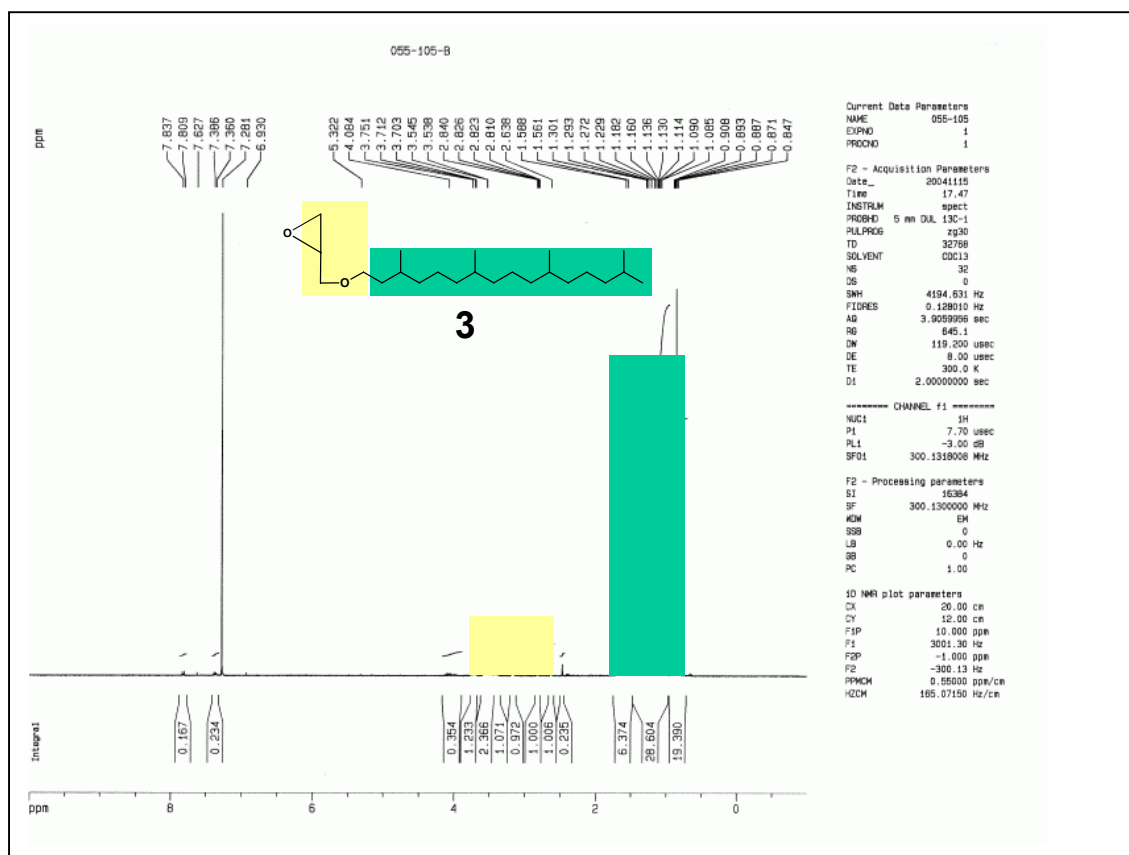 055-105-B
ppm
7.837
7.809
7.627
7.386
7.360
7.281
6.930
5.322
4.084
3.751
3.712
3.703
3.545
3.538
2.840
2.826
2.823
2.810
2.638
1.588
1.561
1.301
1.293
1.272
1.229
1.182
1.160
1.136
1.130
1.114
1.090
1.085
0.908
0.893
0.887
0.871
0.847
O
O
3
Current Data Parameters
NAME 055-105
EXPNO 1
PROCNO 1
F2 - Acquisition Parameters
Date_ 20041115
Time 17.47
INSTRUM spect
PROBHD 5 mm DUL 13C-1
PULPROG zg30
TD 32768
SOLVENT CDCl3
NS 32
DS 0
SWH 4194.631 Hz
FIDRES 0.128010 Hz
AQ 3.9059956 sec
RG 645.1
DW 119.200 usec
DE 8.00 usec
TE 300.0 K
D1 2.00000000 sec
======== CHANNEL f1 ========
NUC1 1H
P1 7.70 usec
PL1 -3.00 dB
SFO1 300.1318008 MHz
F2 - Processing parameters
SI 16384
SF 300.1300000 MHz
WDW EM
SSB 0
LB 0.00 Hz
GB 0
PC 1.00
1D NMR plot parameters
CX 20.00 cm
CY 12.00 cm
F1P 10.000 ppm
F1 3001.30 Hz
F2P -1.000 ppm
F2 -300.13 Hz
PPMCM 0.55000 ppm/cm
HZCM 165.07150 Hz/cm
Integral
0.167
0.234
0.354
1.233
2.366
1.071
0.972
1.000
1.006
0.235
6.374
28.604
19.390
ppm 8 6 4 2 0